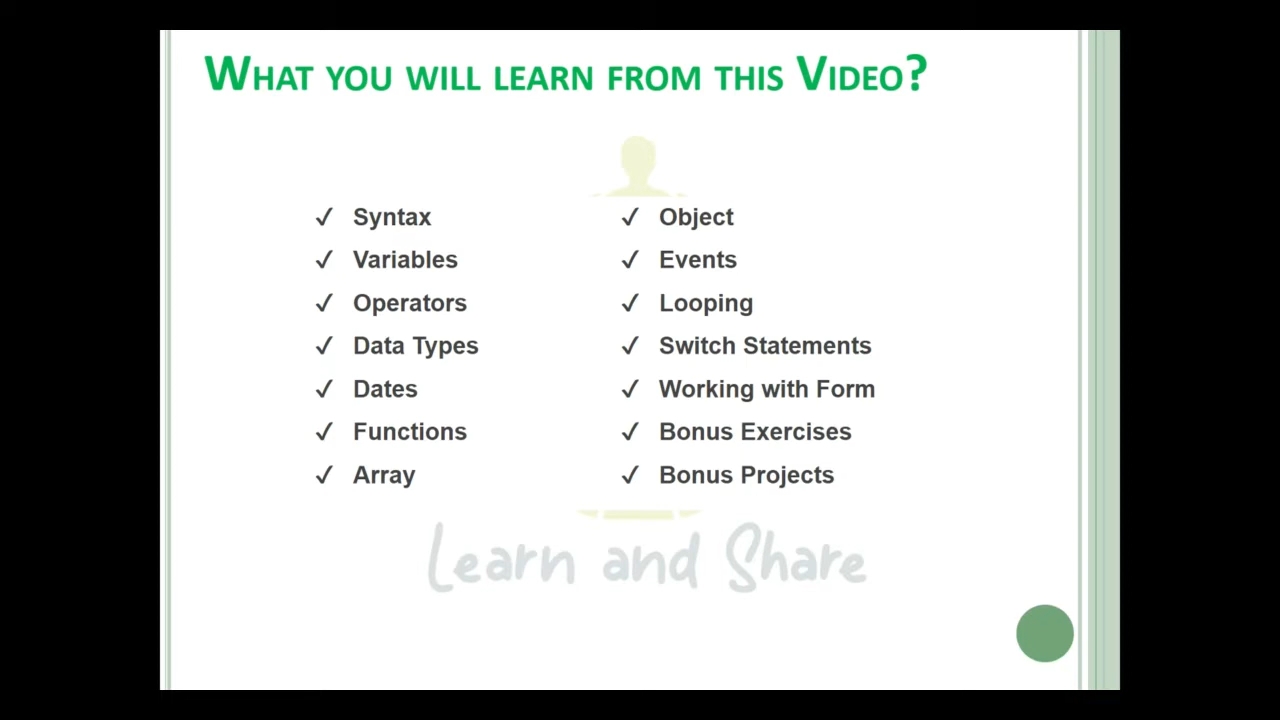 What you will learn from this Video?
✓ Syntax
✓ Variables
✓ Operators
✓ Data Types
✓ Dates
✓ Functions
✓ Array
✓ Object
✓ Events
✓ Looping
✓ Switch Statements
✓ Working with Form
✓ Bonus Exercises
✓ Bonus Projects
Learn and Share